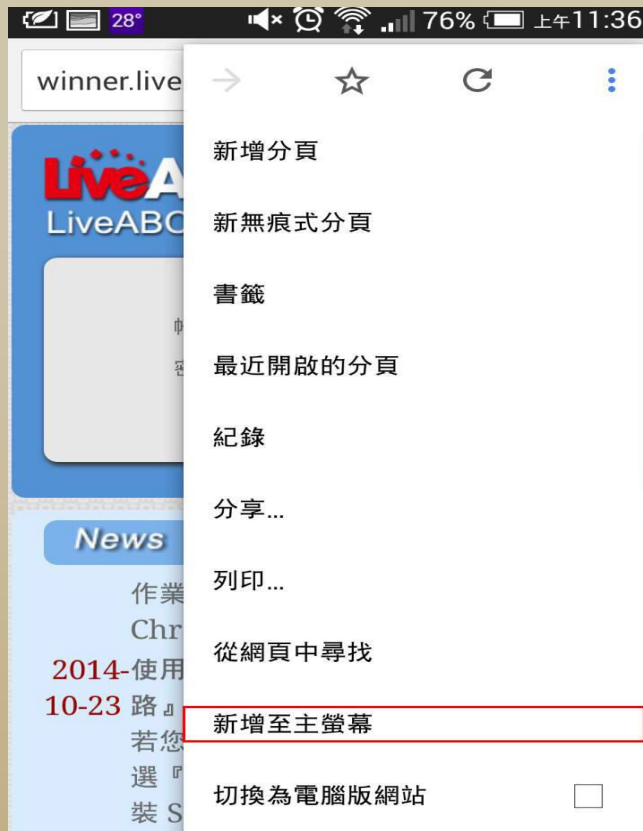 28° 76% 上午11:36
winner.live
LiveA
LiveABC
新增分頁
新無痕式分頁
書籤
最近開啟的分頁
紀錄
分享...
列印...
從網頁中尋找
新增至主螢幕
切換為電腦版網站
News
作業
Chr
2014-使用
10-23 路』
若您
選『
裝 S